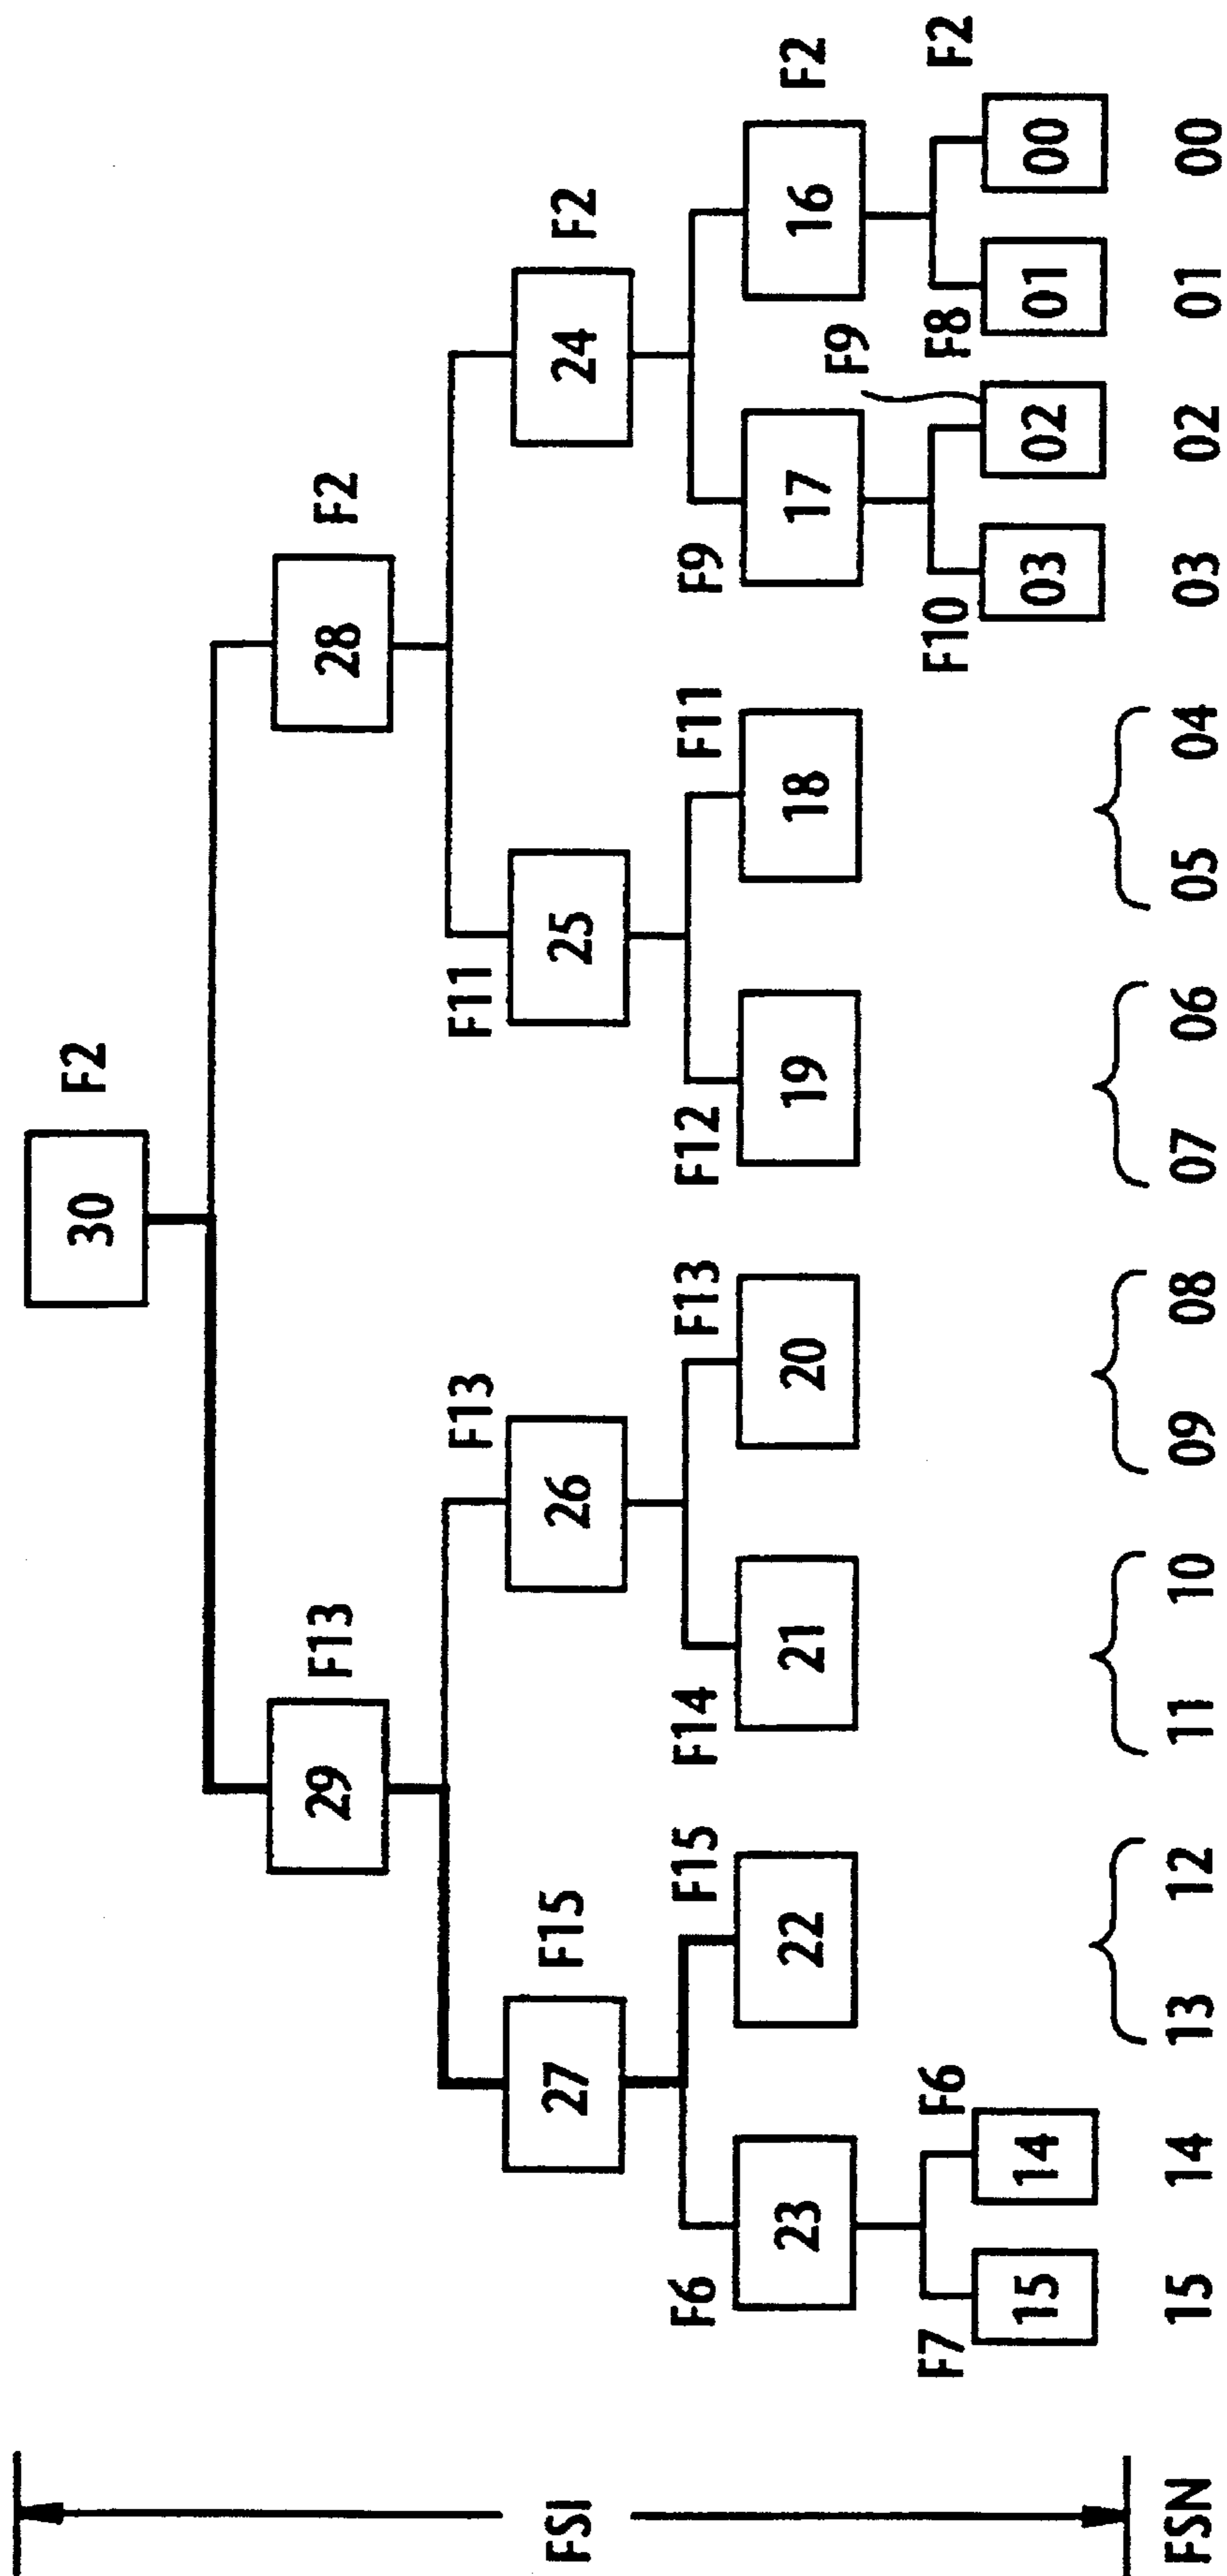 30 F2
29 F13
28 F2
FSI
27 F15
26 F13
F11 25
24 F2
F6 23
22 F15
F14 21
20 F13
F12 19
18 F11
F9 17
16 F2
F7 15
14 F6
F10 03
02 F9
F8 01
00 F2
FSN 15 14 13 12 11 10 09 08 07 06 05 04 03 02 01 00